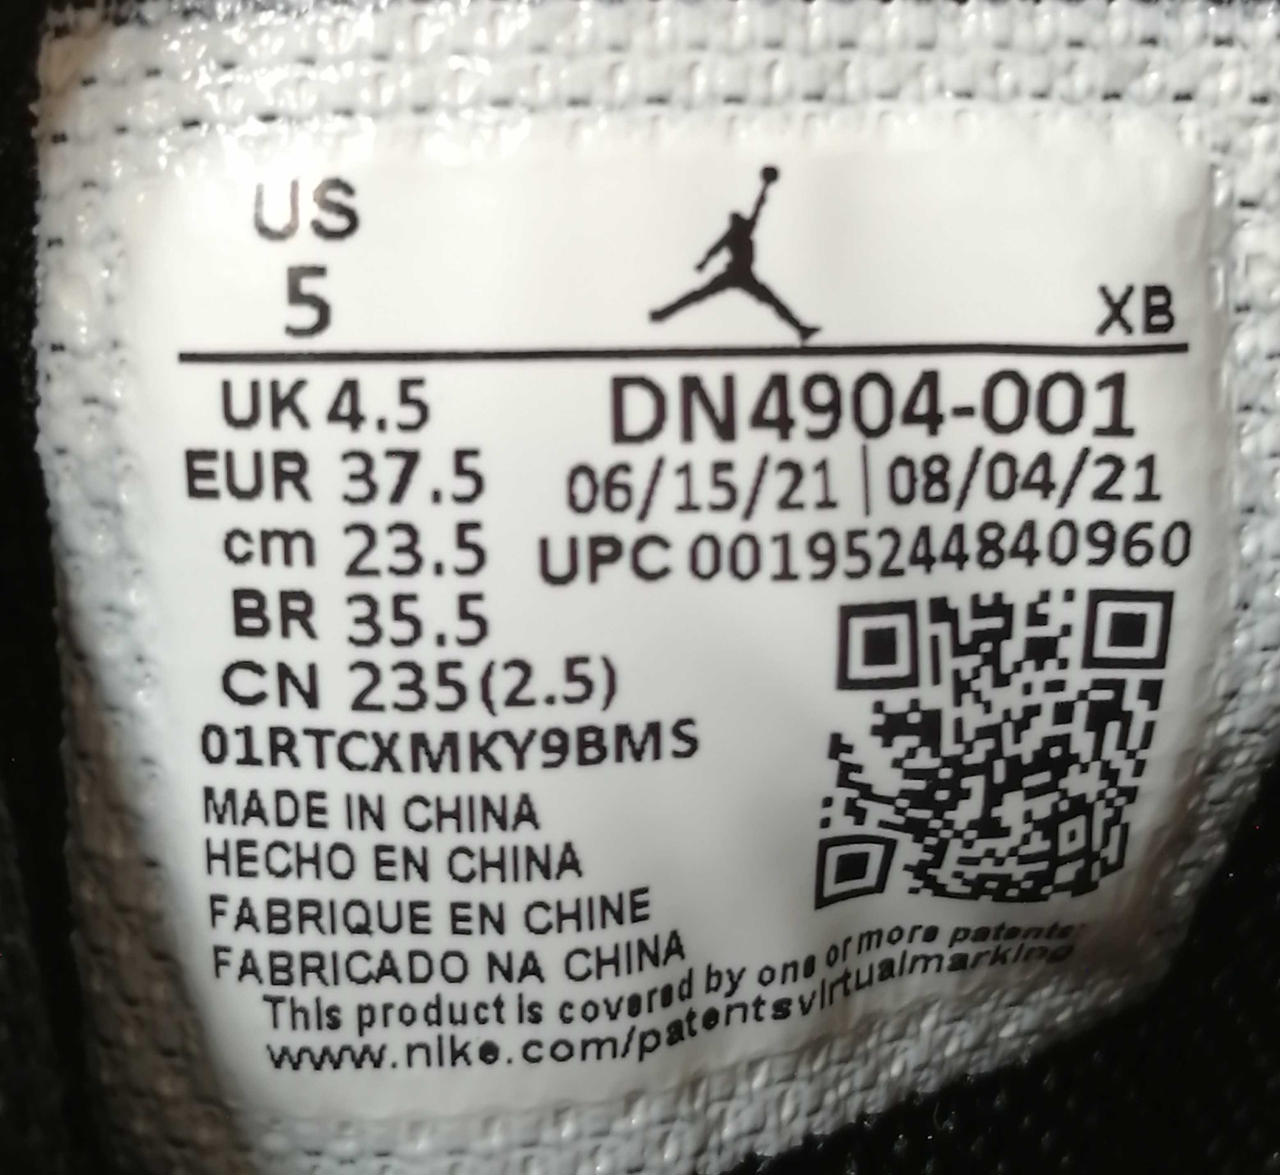 US
5
XB
UK 4.5
DN4904-001
EUR 37.5
06/15/21 | 08/04/21
cm 23.5
UPC 00195244840960
BR 35.5
CN 235(2.5)
01RTCXMKY9BMS
MADE IN CHINA
HECHO EN CHINA
FABRIQUE EN CHINE
FABRICADO NA CHINA
This product is covered by one or more patents:
www.nike.com/patentsvirtualmarking